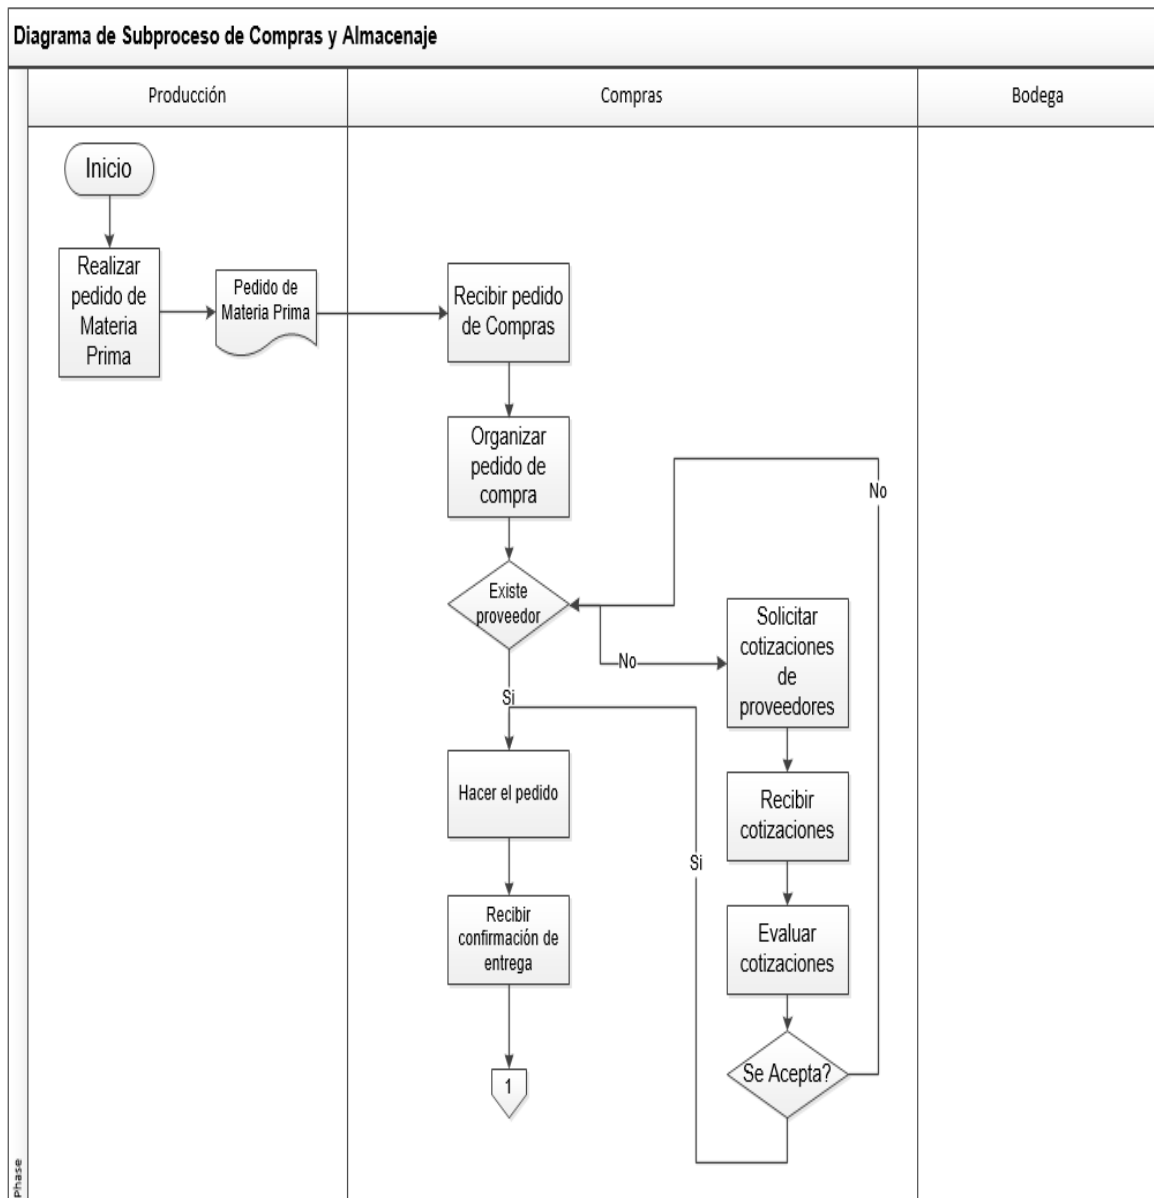 Diagrama de Subproceso de Compras y Almacenaje
Producción
Compras
Bodega
Inicio
Realizar
pedido de
Materia
Prima
Pedido de
Materia Prima
Recibir pedido
de Compras
Organizar
pedido de
compra
No
Existe
proveedor
No
Solicitar
cotizaciones
de
proveedores
Si
Hacer el pedido
Recibir
cotizaciones
Si
Recibir
confirmación de
entrega
Evaluar
cotizaciones
Se Acepta?
1
Phase